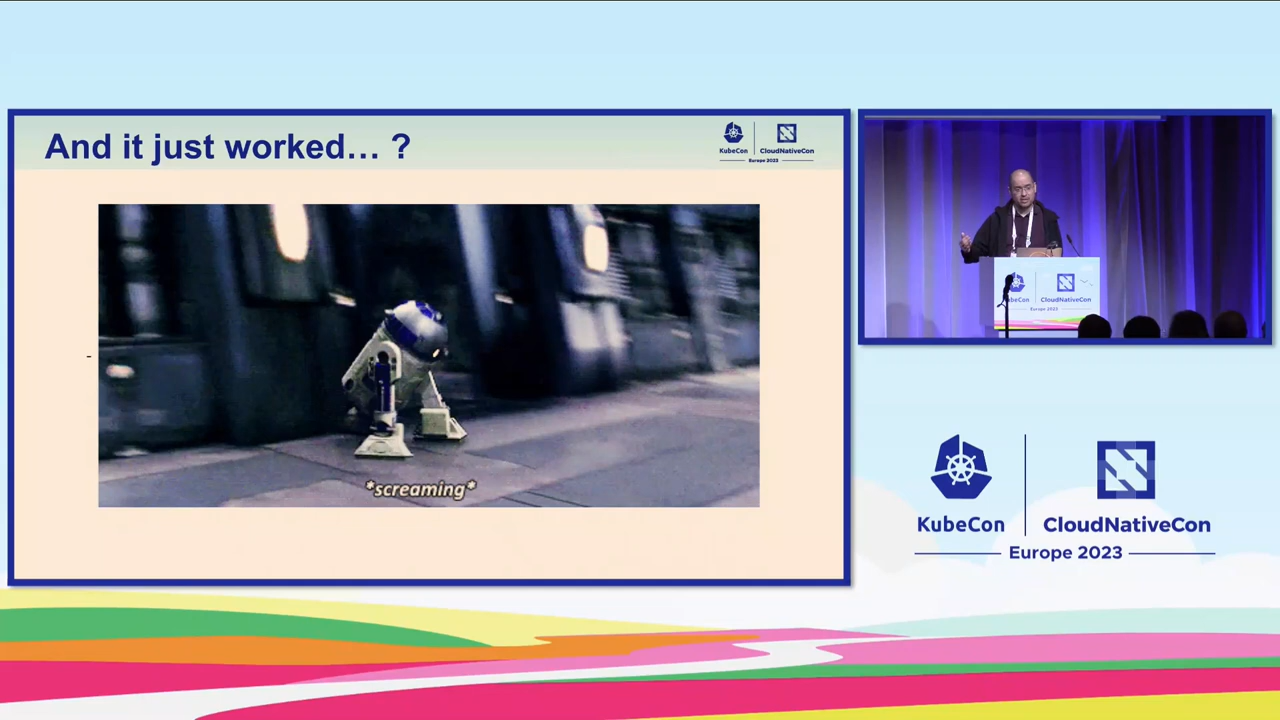 And it just worked… ?
KubeCon
CloudNativeCon
Europe 2023
-
*screaming*
KubeCon
CloudNativeCon
Europe 2023
KubeCon
CloudNativeCon
Europe 2023